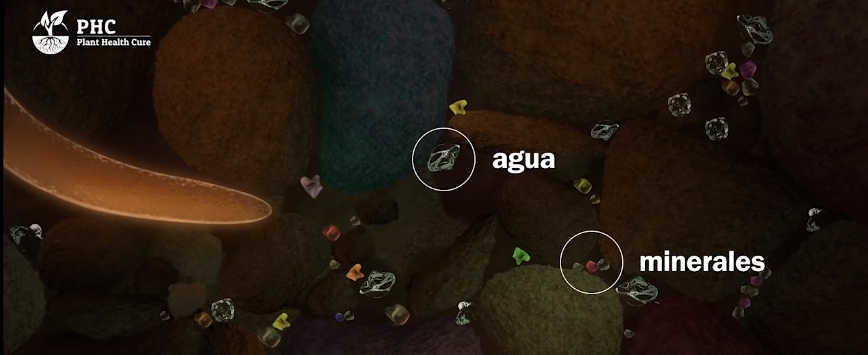 PHC
Plant Health Cure
agua
minerales